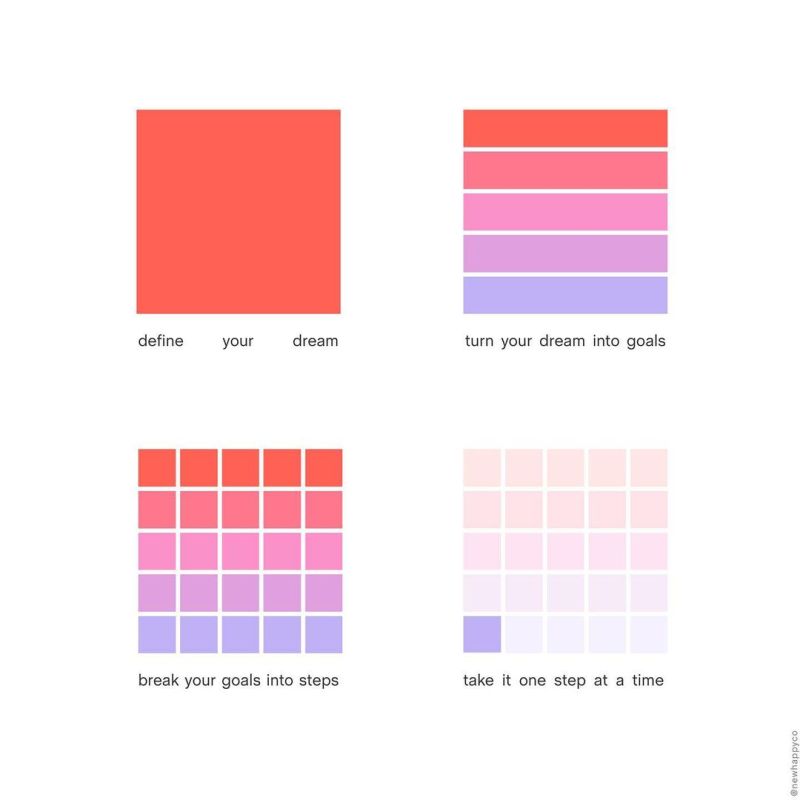 define your dream
turn your dream into goals
break your goals into steps
take it one step at a time
@newhappyco